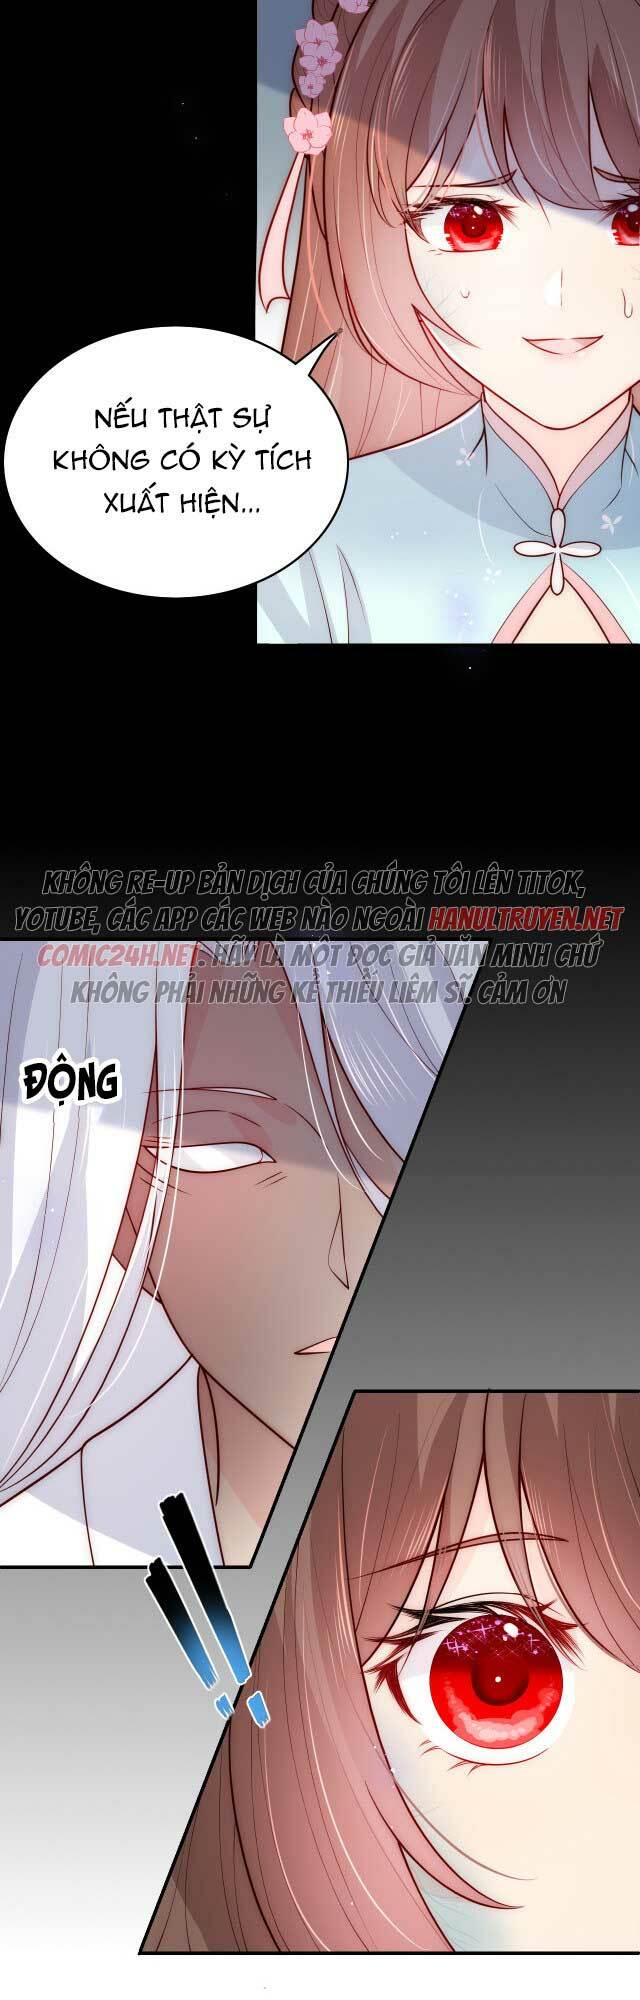 NẾU THẬT SỰ
KHÔNG CÓ KỲ TÍCH
XUẤT HIỆN...
KHÔNG RE-UP BẢN DỊCH CỦA CHÚNG TÔI LÊN TITOK,
YOTUBE, CÁC APP CÁC WEB NÀO NGOÀI HANULTRUYEN.NET
COMIC24H.NET. HÃY LÀ MỘT ĐỌC GIẢ VĂN MINH CHỨ
KHÔNG PHẢI NHỮNG KẺ THIẾU LIÊM SĨ. CẢM ƠN
ĐỘNG
!!